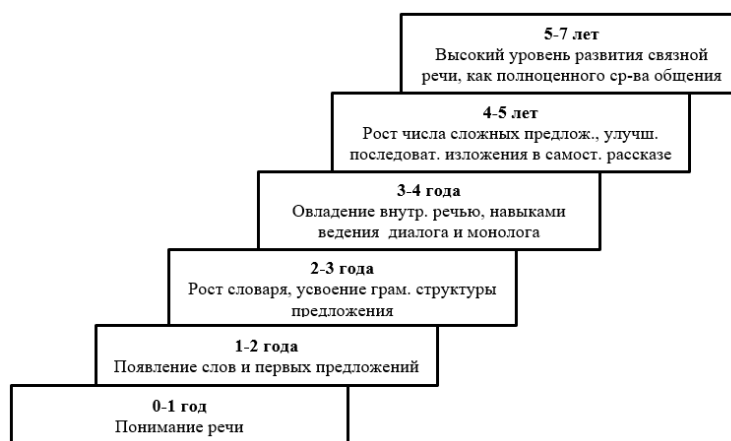 5-7 лет
Высокий уровень развития связной
речи, как полноценного ср-ва общения
4-5 лет
Рост числа сложных предлож., улучш.
последоват. изложения в самост. рассказе
3-4 года
Овладение внутр. речью, навыками
ведения диалога и монолога
2-3 года
Рост словаря, усвоение грам. структуры
предложения
1-2 года
Появление слов и первых предложений
0-1 год
Понимание речи